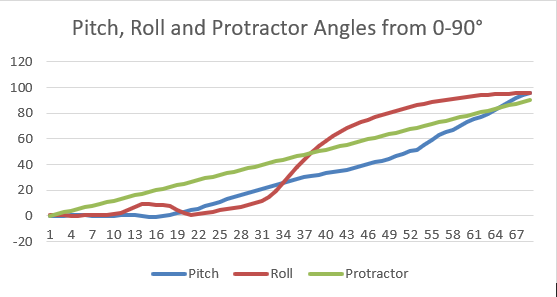 Pitch, Roll and Protractor Angles from 0-90°
120
100
80
60
40
20
0
-20
1 4 7 10 13 16 19 22 25 28 31 34 37 40 43 46 49 52 55 58 61 64 67
Pitch Roll Protractor